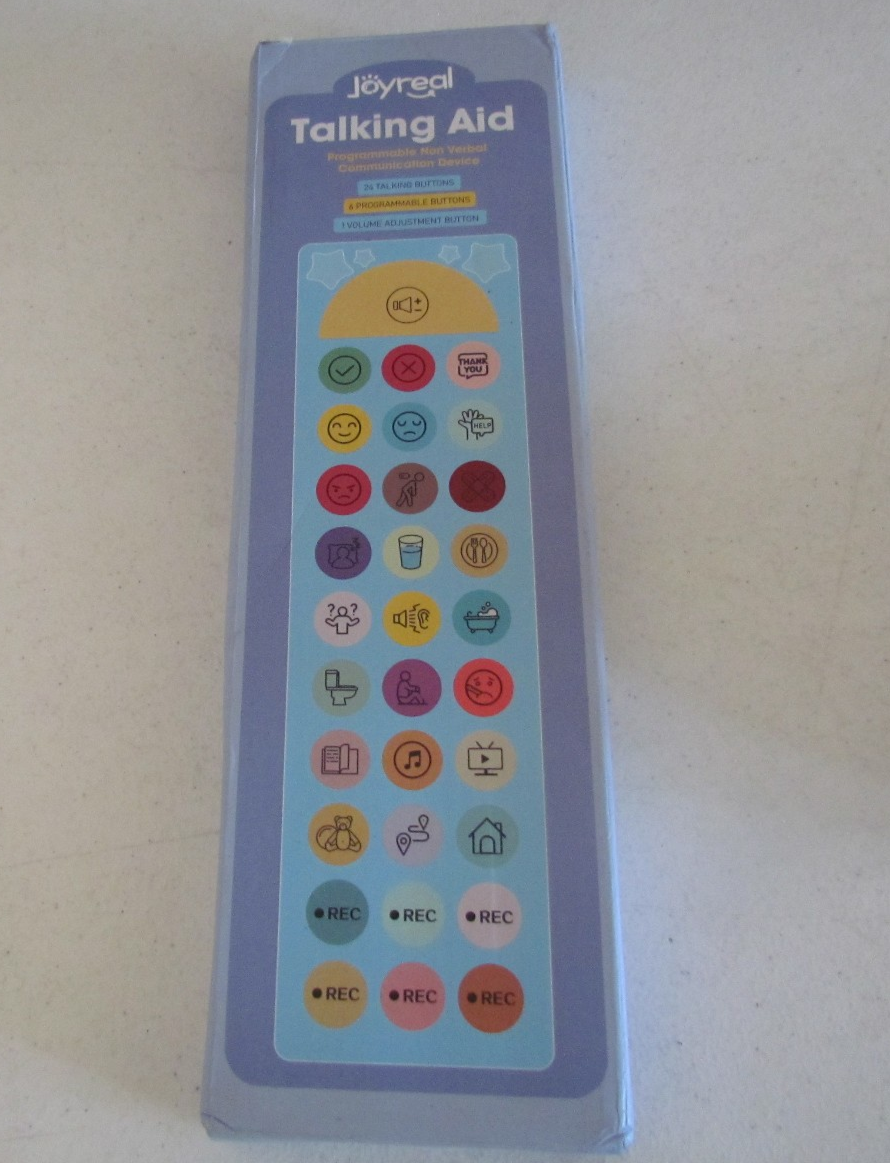 Joyreal
Talking Aid
Programmable Non Verbal
Communication Device
24 TALKING BUTTONS
6 PROGRAMMABLE BUTTONS
1 VOLUME ADJUSTMENT BUTTON
THANK
YOU
HELP
? ?
REC REC REC
REC REC REC